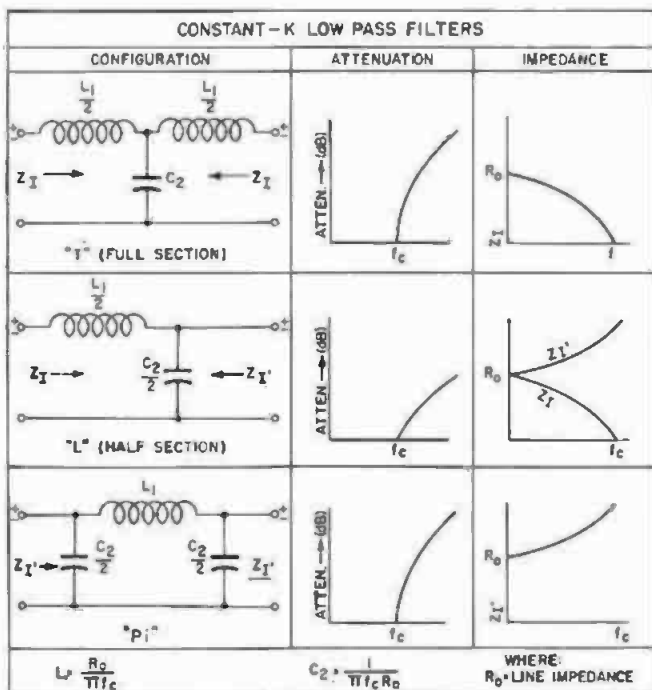 CONSTANT-K LOW PASS FILTERS
CONFIGURATION ATTENUATION IMPEDANCE
L1/2 L1/2
ZI C2 ZI
"T" (FULL SECTION)
ATTEN.→(dB)
fc
R0
ZI
f
L1/2
ZI C2/2 ZI'
"L" (HALF SECTION)
ATTEN→(dB)
fc
R0
ZI'
ZI
fc
L1
ZI' C2/2 C2/2 ZI'
"Pi"
ATTEN.→(dB)
fc
R0
ZI'
fc
L= R0/πfc C2= 1/πfcR0 WHERE:
R0=LINE IMPEDANCE